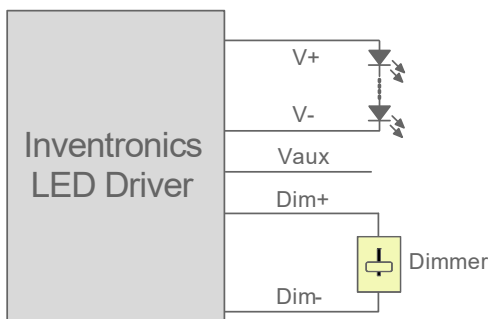 V+
V-
Inventronics
LED Driver
Vaux
Dim+
Dimmer
Dim-